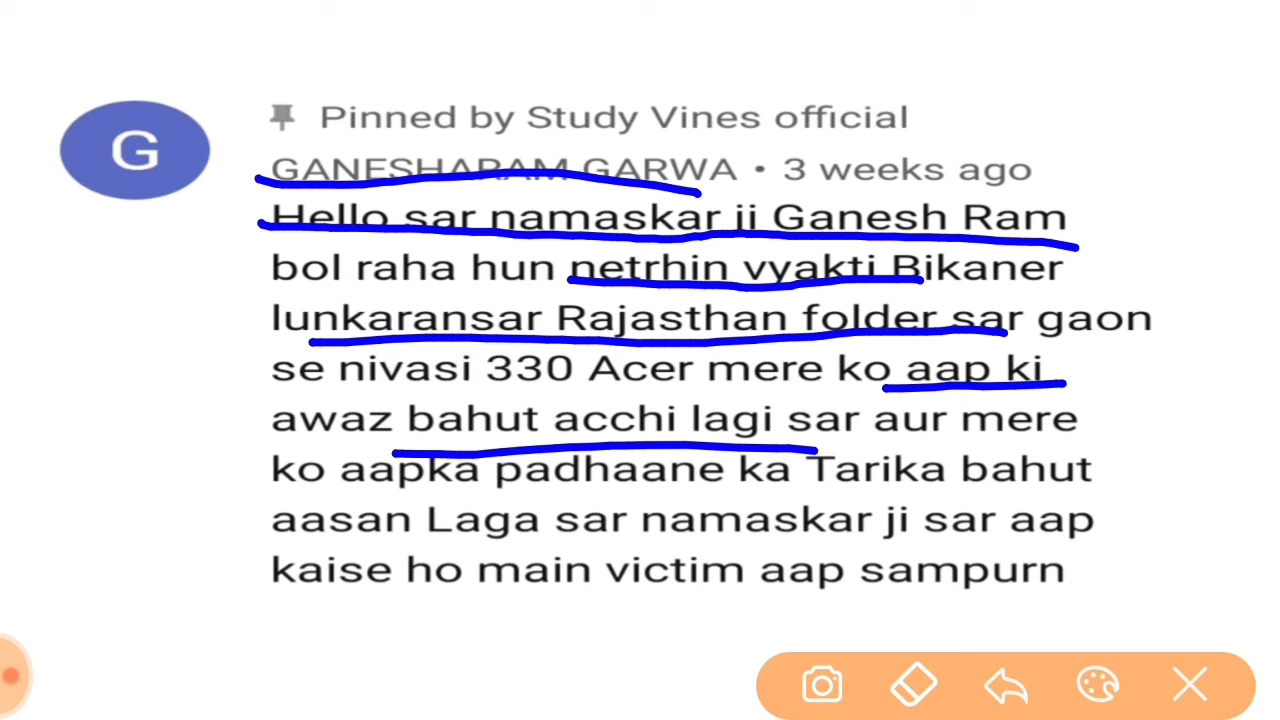 G
Pinned by Study Vines official
GANESHARAM GARWA • 3 weeks ago
Hello sar namaskar ji Ganesh Ram
bol raha hun netrhin vyakti Bikaner
lunkaransar Rajasthan folder sar gaon
se nivasi 330 Acer mere ko aap ki
awaz bahut acchi lagi sar aur mere
ko aapka padhaane ka Tarika bahut
aasan Laga sar namaskar ji sar aap
kaise ho main victim aap sampurn